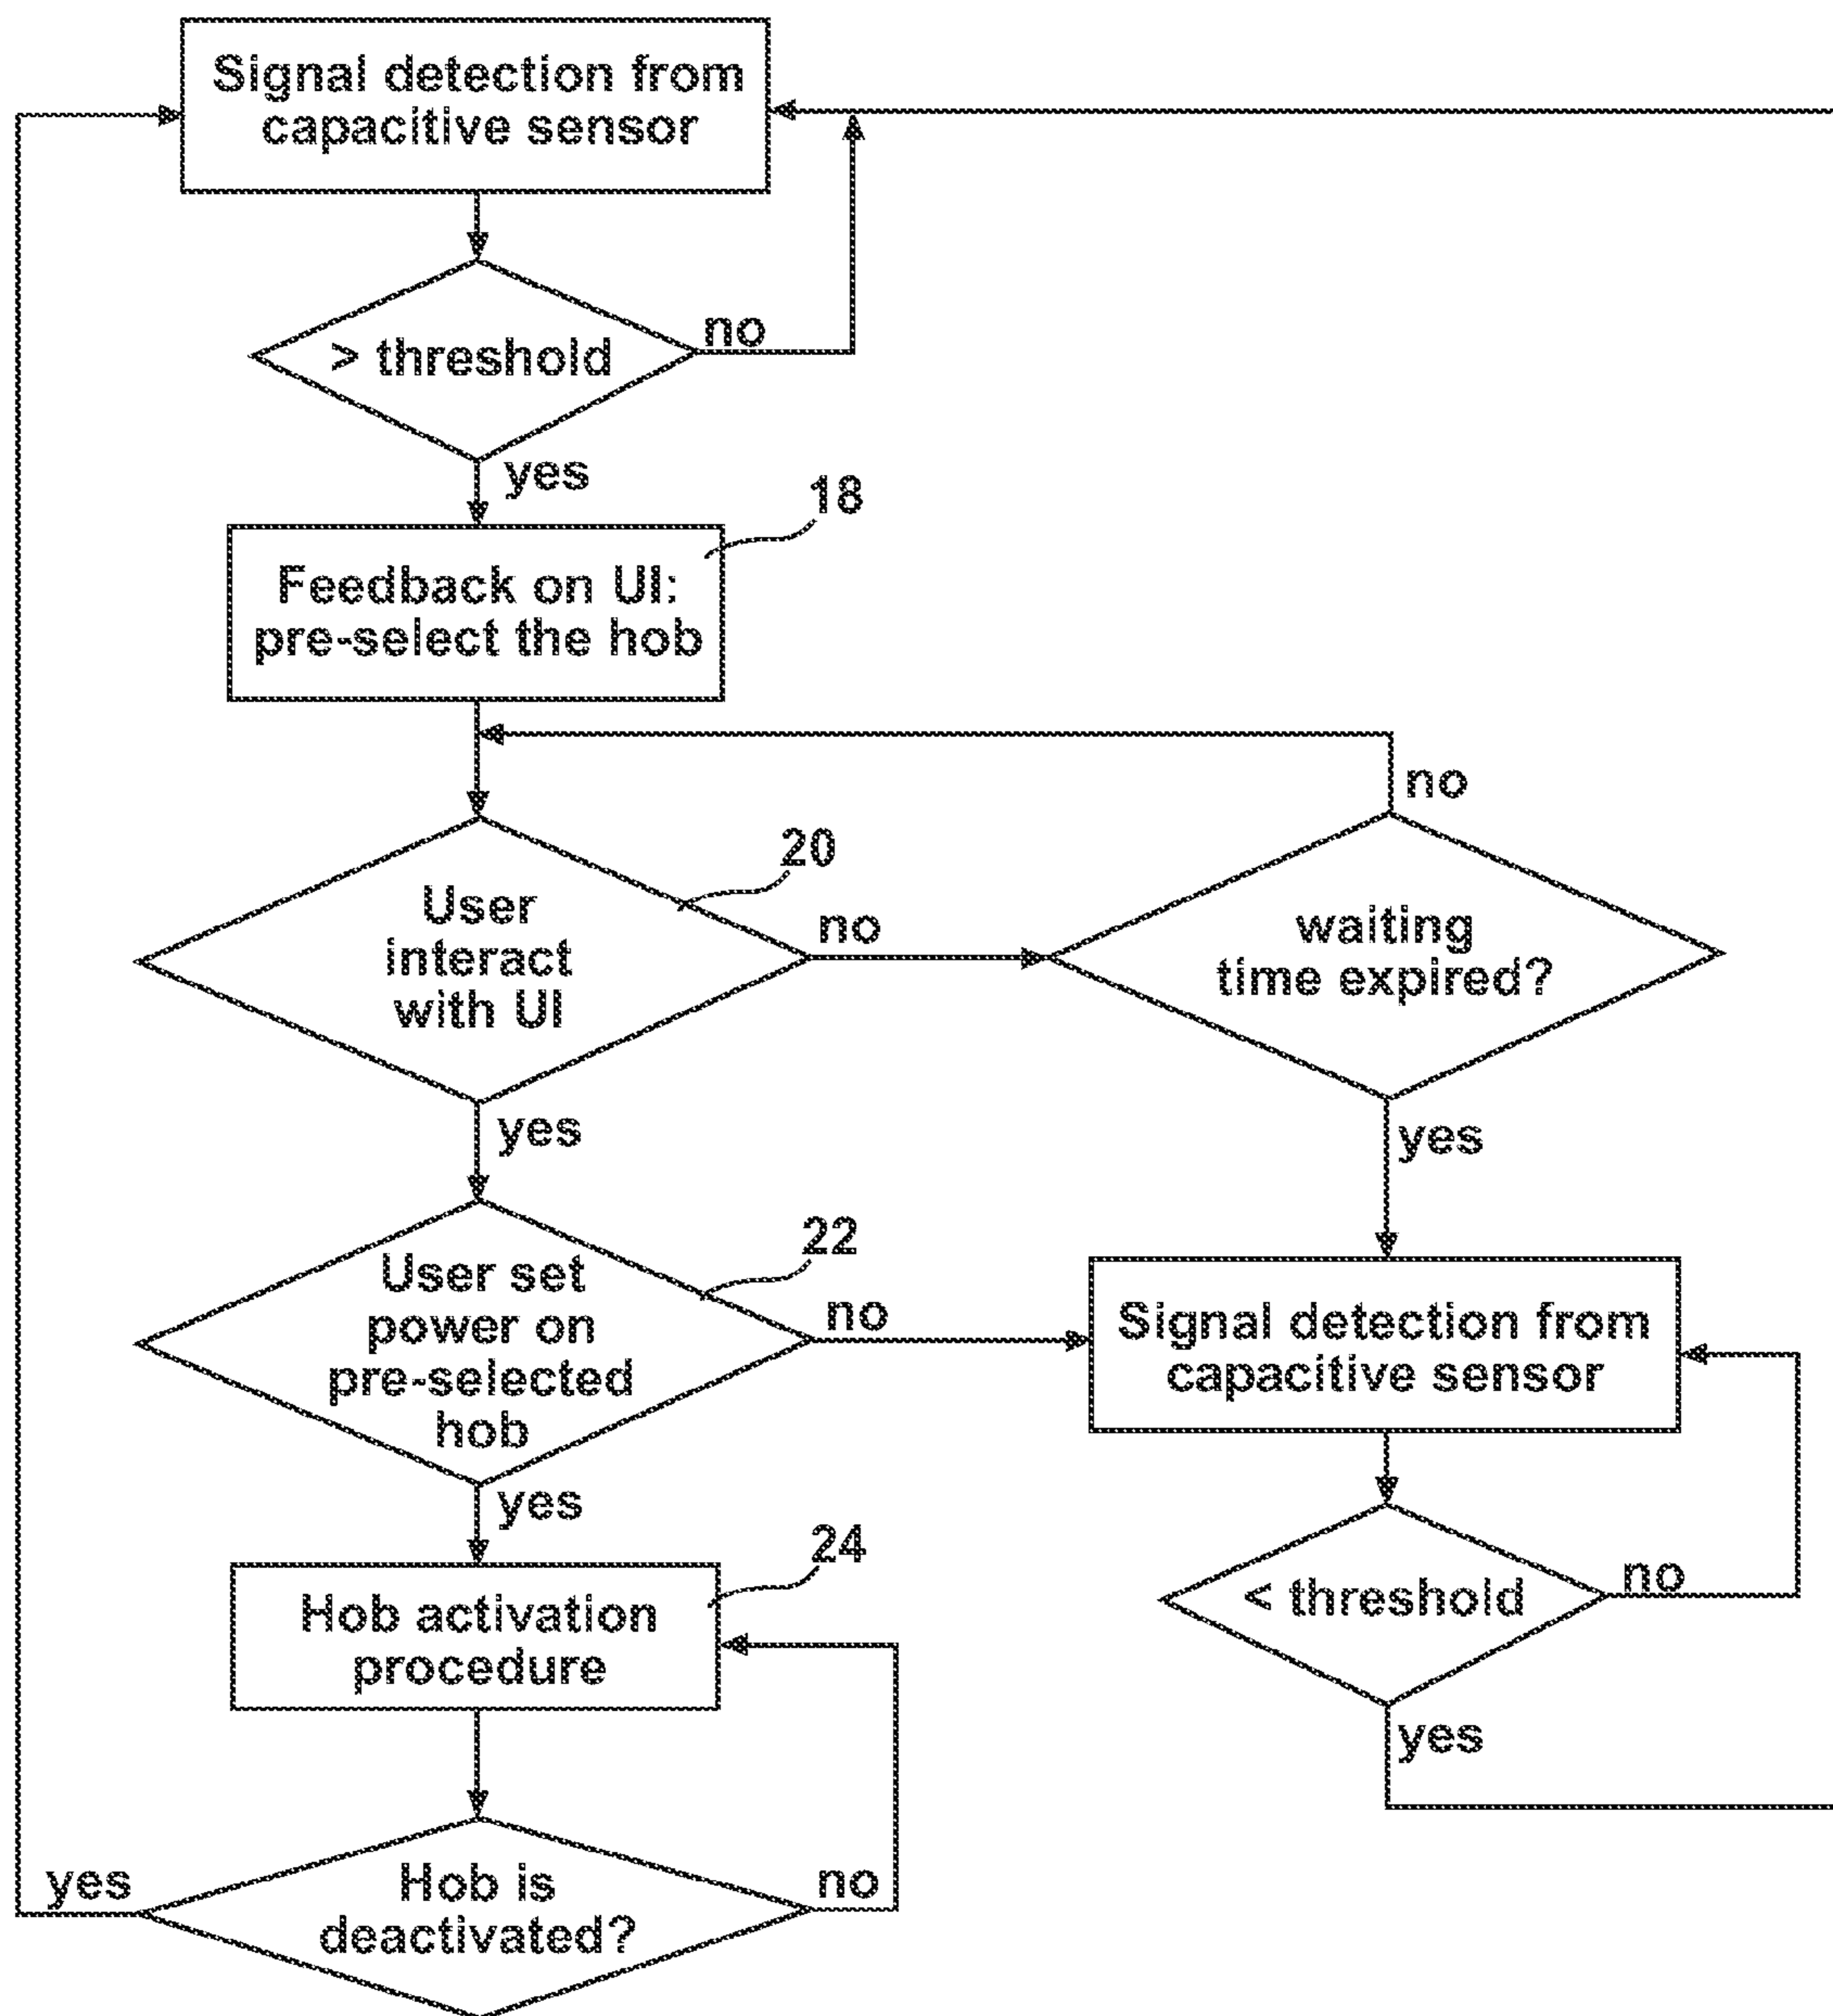 Signal detection from
capacitive sensor
> threshold
no
yes
18
Feedback on UI:
pre-select the hob
no
20
User
interact
with UI
no
waiting
time expired?
yes
yes
22
User set
power on
pre-selected
hob
no
Signal detection from
capacitive sensor
yes
24
Hob activation
procedure
< threshold
no
yes
yes
Hob is
deactivated?
no